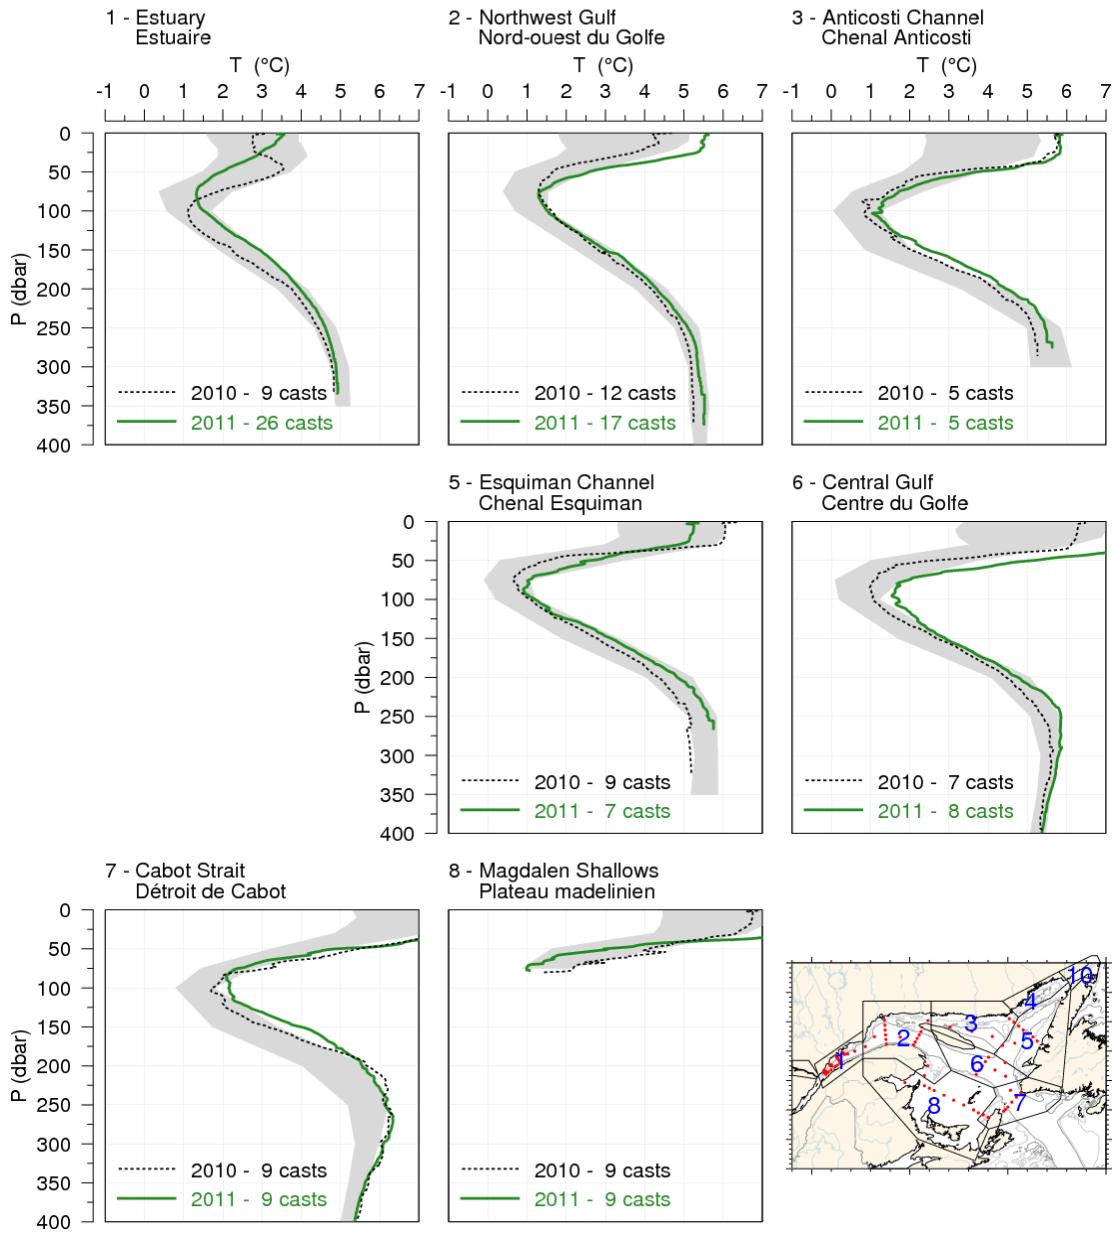 1 - Estuary
Estuaire
T (°C)
-1 0 1 2 3 4 5 6 7
0
50
100
150
200
250
300
350
400
P (dbar)
2010 - 9 casts
2011 - 26 casts
2 - Northwest Gulf
Nord-ouest du Golfe
T (°C)
-1 0 1 2 3 4 5 6 7
2010 - 12 casts
2011 - 17 casts
3 - Anticosti Channel
Chenal Anticosti
T (°C)
-1 0 1 2 3 4 5 6 7
2010 - 5 casts
2011 - 5 casts
5 - Esquiman Channel
Chenal Esquiman
0
50
100
150
200
250
300
350
400
P (dbar)
2010 - 9 casts
2011 - 7 casts
6 - Central Gulf
Centre du Golfe
2010 - 7 casts
2011 - 8 casts
7 - Cabot Strait
Détroit de Cabot
0
50
100
150
200
250
300
350
400
P (dbar)
2010 - 9 casts
2011 - 9 casts
8 - Magdalen Shallows
Plateau madelinien
2010 - 9 casts
2011 - 9 casts
10
4
3
2
5
1
6
8
7